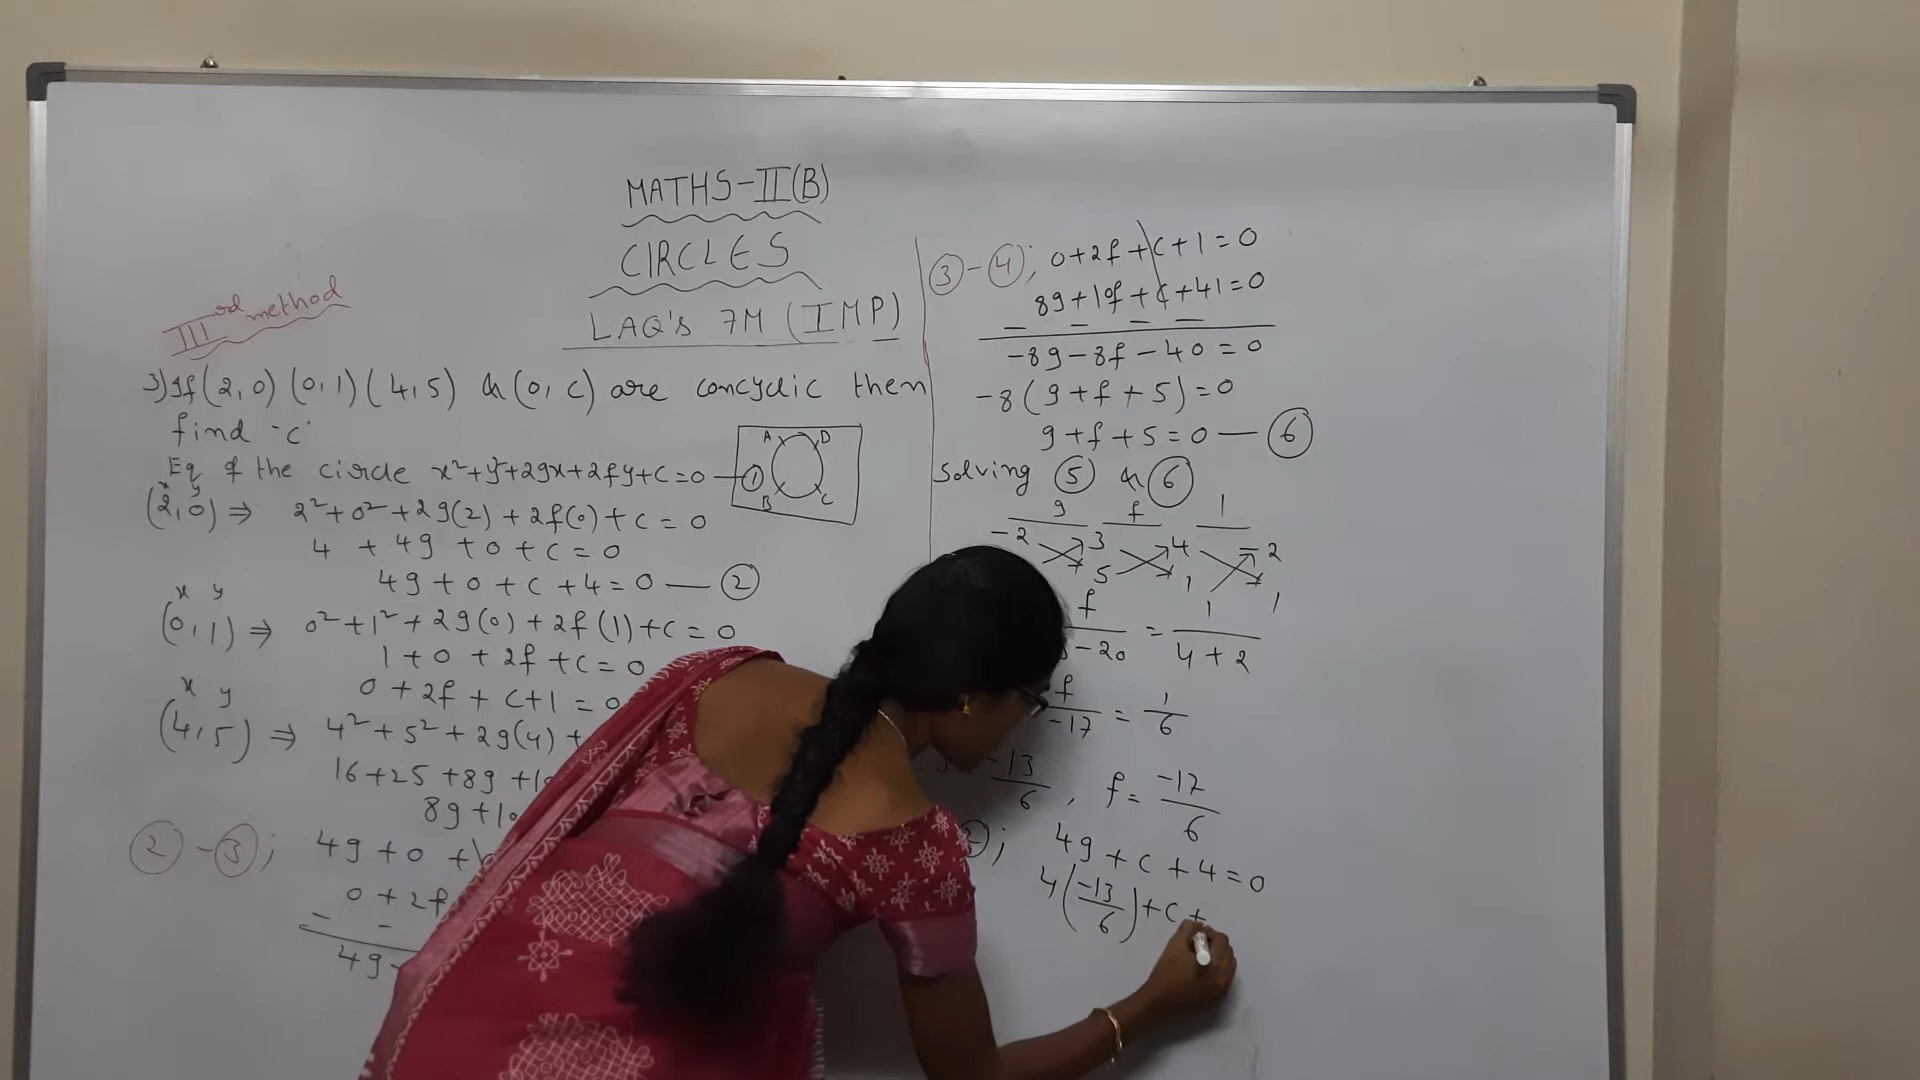 MATHS-II(B)
CIRCLES
LAQ's 7M (IMP)
IIIrd method
3) If (2,0) (0,1) (4,5) & (0,c) are concyclic then
find 'c'
Eq of the circle x²+y²+2gx+2fy+c=0 — ①
A D
B C
x y
(2,0) ⇒ 2²+0²+2g(2)+2f(0)+c=0
4 + 4g + 0 + c = 0
4g + 0 + c + 4 = 0 — ②
x y
(0,1) ⇒ 0²+1²+2g(0)+2f(1)+c=0
1+0+2f+c=0
0+2f+c+1=0
x y
(4,5) ⇒ 4²+5²+2g(4)+
16+25+8g+10
8g+10
②-③; 4g+0+
0+2f
- -
4g
③-④; 0+2f+c+1=0
8g+10f+c+41=0
- - - -
-8g-8f-40=0
-8(g+f+5)=0
g+f+5=0 — ⑥
Solving ⑤ & ⑥
g f 1
-2 3 4 -2
5 1 1
f 1
-20 = 4+2
f 1
-17 = 6
-13/6, f = -17/6
②; 4g+c+4=0
4(-13/6)+c+